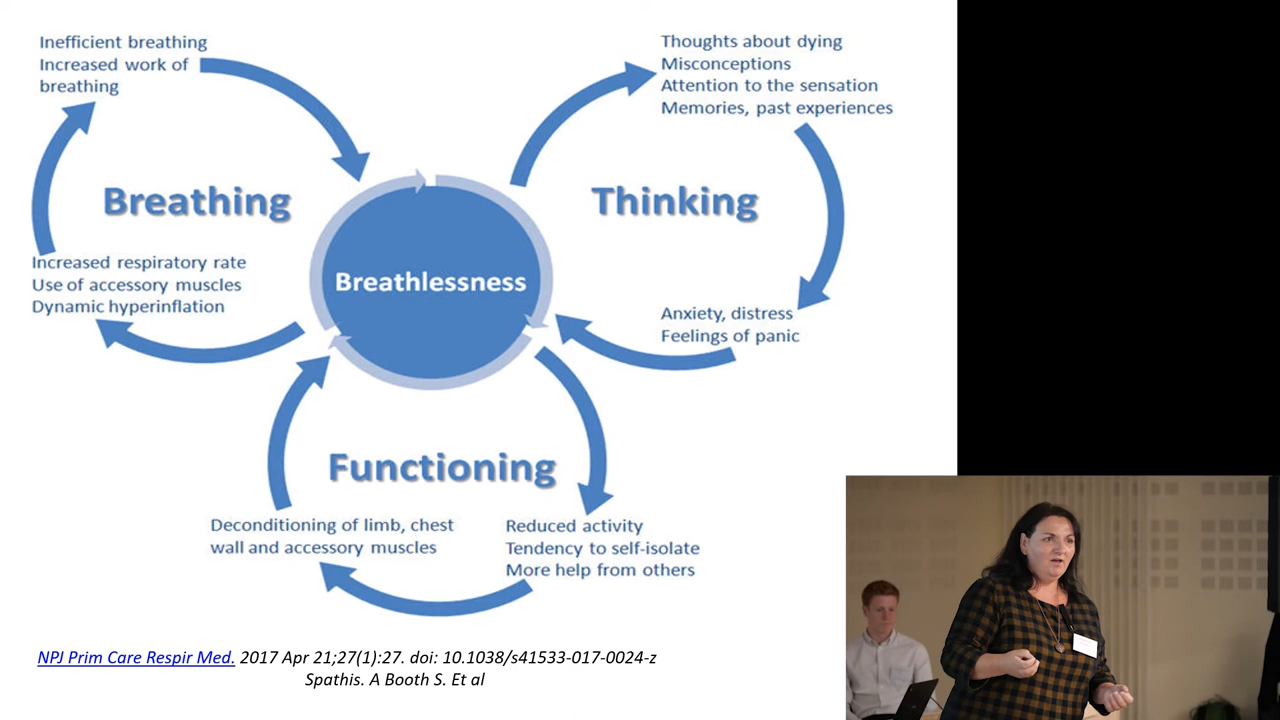 Inefficient breathing
Increased work of
breathing
Thoughts about dying
Misconceptions
Attention to the sensation
Memories, past experiences
Breathing
Thinking
Breathlessness
Increased respiratory rate
Use of accessory muscles
Dynamic hyperinflation
Anxiety, distress
Feelings of panic
Functioning
Deconditioning of limb, chest
wall and accessory muscles
Reduced activity
Tendency to self-isolate
More help from others
NPJ Prim Care Respir Med. 2017 Apr 21;27(1):27. doi: 10.1038/s41533-017-0024-z
Spathis. A Booth S. Et al